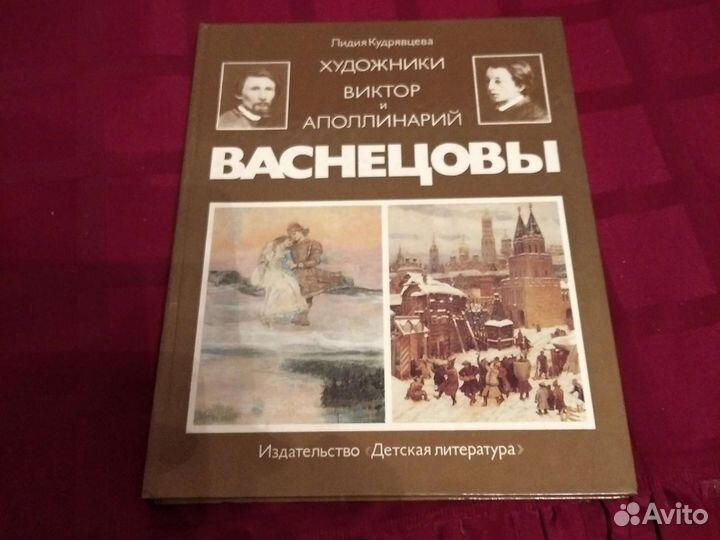 Лидия Кудрявцева
ХУДОЖНИКИ
ВИКТОР
и
АПОЛЛИНАРИЙ
ВАСНЕЦОВЫ
Издательство «Детская литература»
Avito